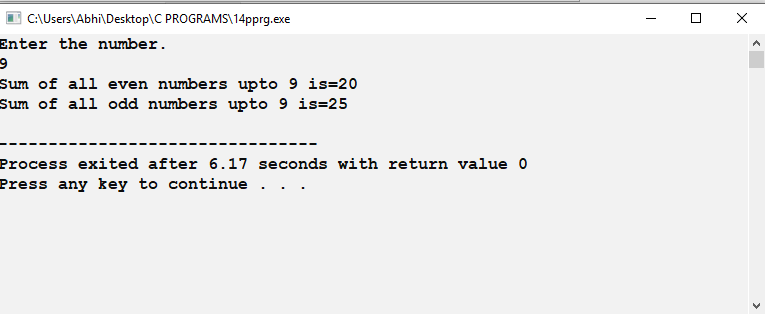 C:\Users\Abhi\Desktop\C PROGRAMS\14pprg.exe
Enter the number.
9
Sum of all even numbers upto 9 is=20
Sum of all odd numbers upto 9 is=25
--------------------------------
Process exited after 6.17 seconds with return value 0
Press any key to continue . . .